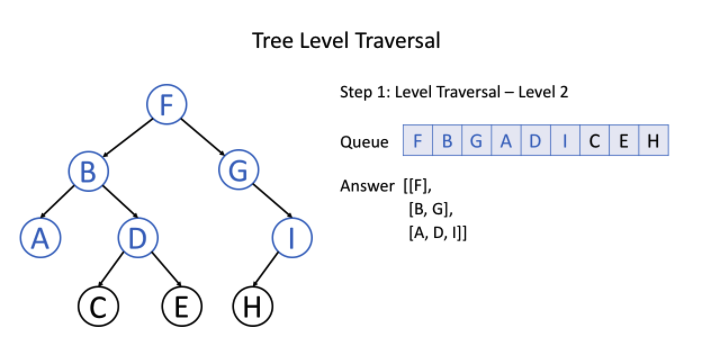 Tree Level Traversal
Step 1: Level Traversal – Level 2
Queue F B G A D I C E H
Answer [[F],
[B, G],
[A, D, I]]
F
B G
A D I
C E H